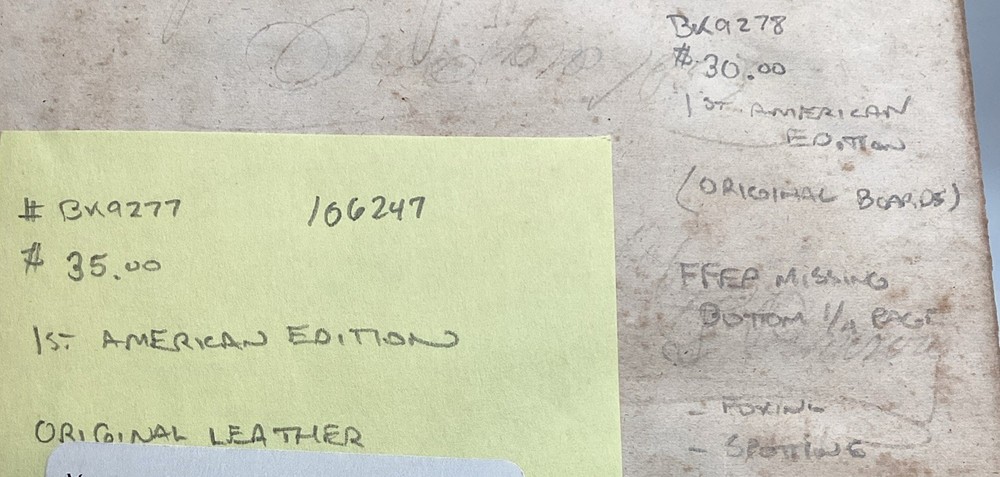 BK9278
$30.00
1ST AMERICAN
EDITION
(ORIGINAL BOARDS)
FFEP MISSING
BOTTOM 1/4 PAGE
- FOXING
- SPOTTING
# BK9277 106247
$ 35.00
1ST AMERICAN EDITION
ORIGINAL LEATHER